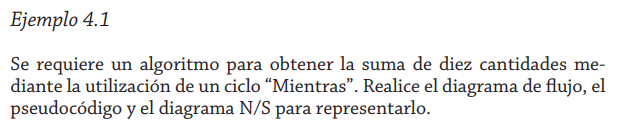 Ejemplo 4.1
Se requiere un algoritmo para obtener la suma de diez cantidades me-
diante la utilización de un ciclo “Mientras”. Realice el diagrama de flujo, el
pseudocódigo y el diagrama N/S para representarlo.